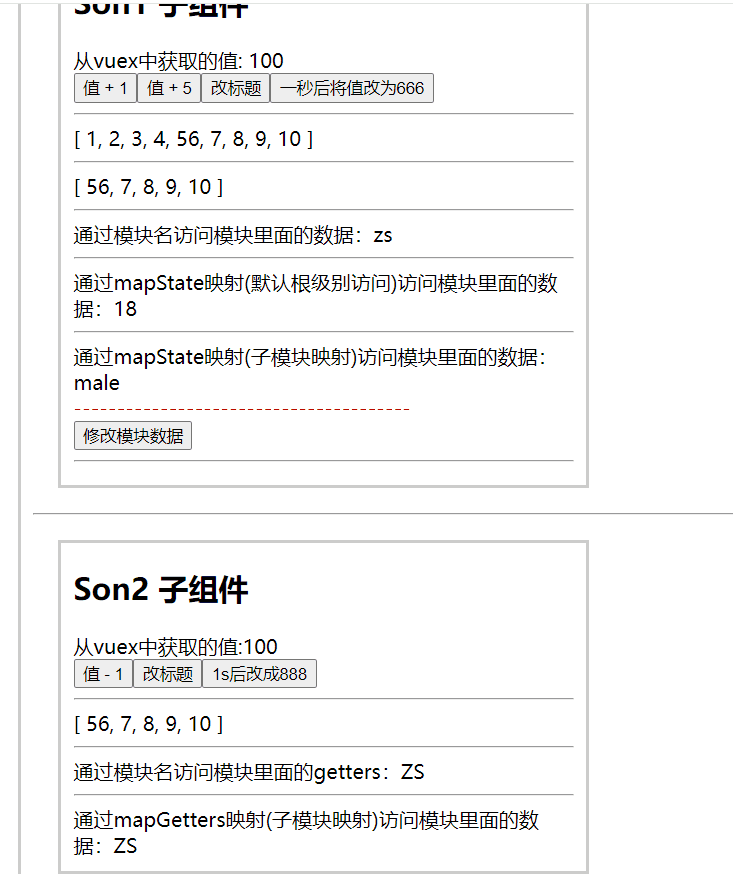 Son1 子组件
从vuex中获取的值: 100
值 + 1 值 + 5 改标题 一秒后将值改为666
[ 1, 2, 3, 4, 56, 7, 8, 9, 10 ]
[ 56, 7, 8, 9, 10 ]
通过模块名访问模块里面的数据：zs
通过mapState映射(默认根级别访问)访问模块里面的数
据：18
通过mapState映射(子模块映射)访问模块里面的数据：
male
---------------------------------------
修改模块数据
Son2 子组件
从vuex中获取的值:100
值 - 1 改标题 1s后改成888
[ 56, 7, 8, 9, 10 ]
通过模块名访问模块里面的getters：ZS
通过mapGetters映射(子模块映射)访问模块里面的数
据：ZS